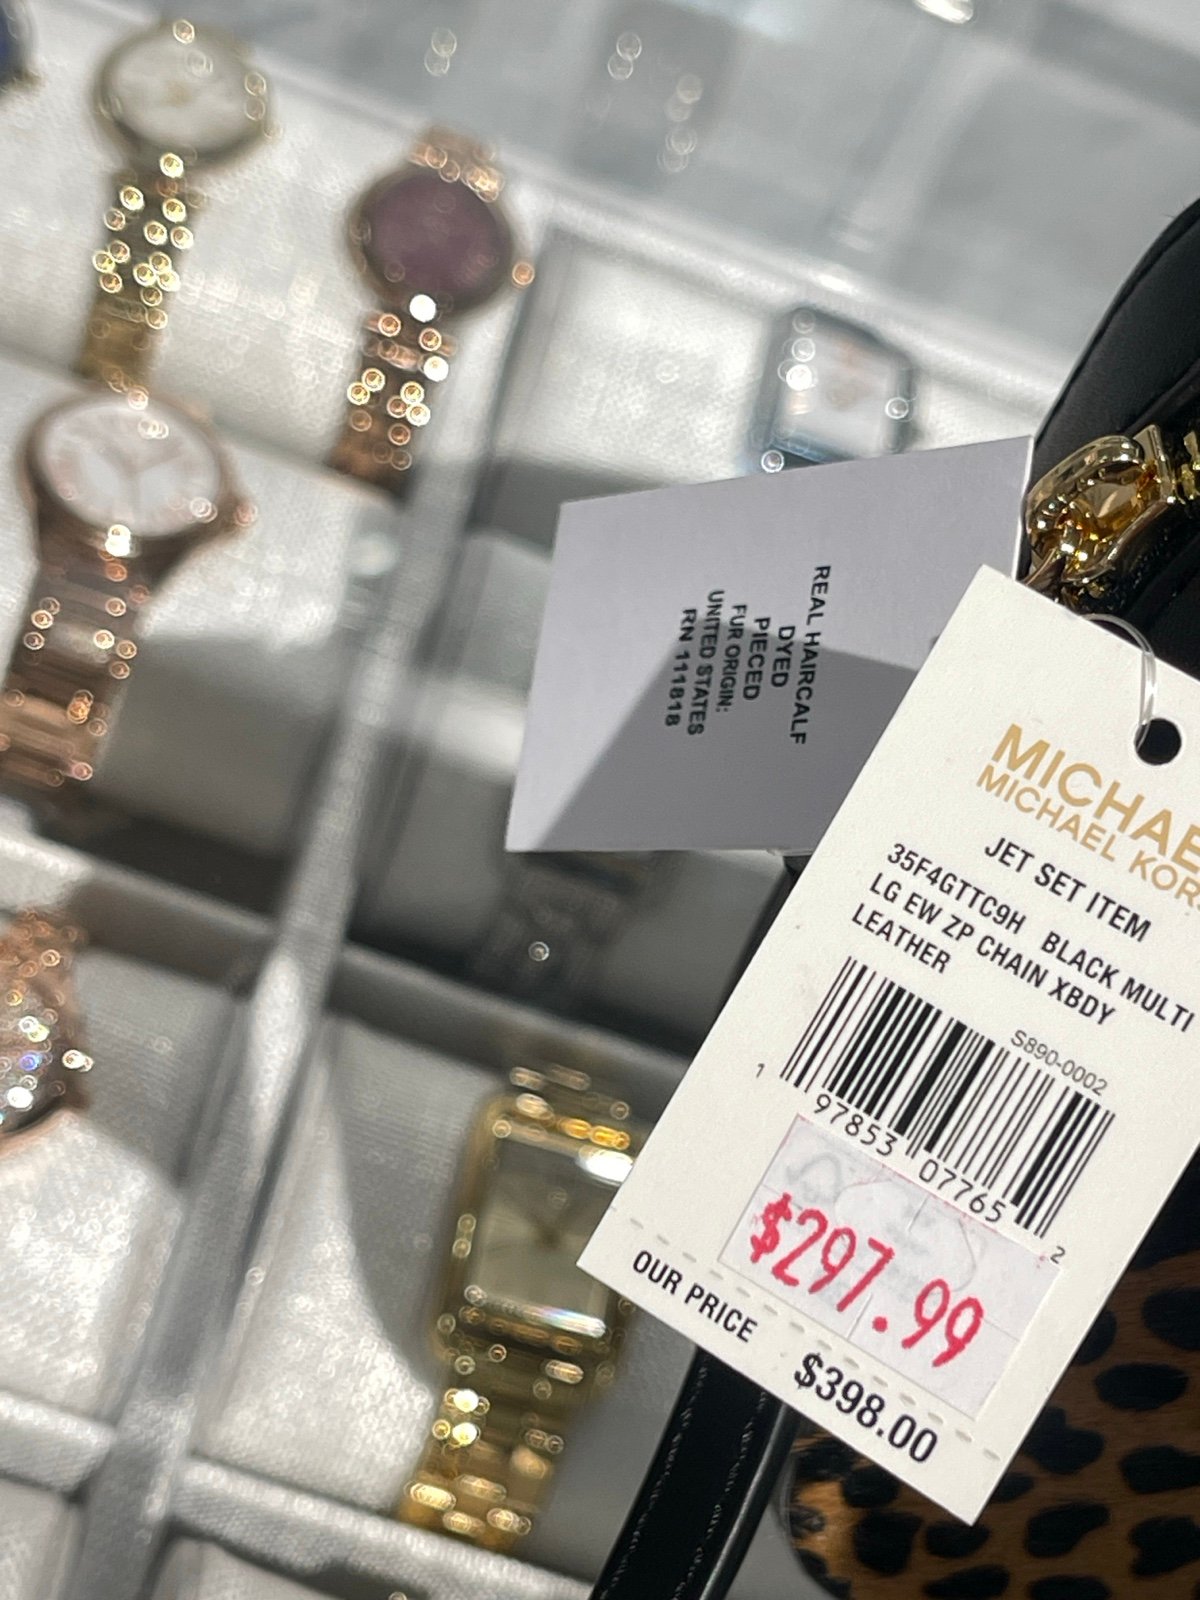 REAL HAIRCALF
DYED
PIECED
FUR ORIGIN:
UNITED STATES
RN 111818
MICHAE
MICHAEL KORS
JET SET ITEM
35F4GTTC9H BLACK MULTI
LG EW ZP CHAIN XBDY
LEATHER
S890-0002
1 97853 07765 2
$297.99
OUR PRICE
$398.00